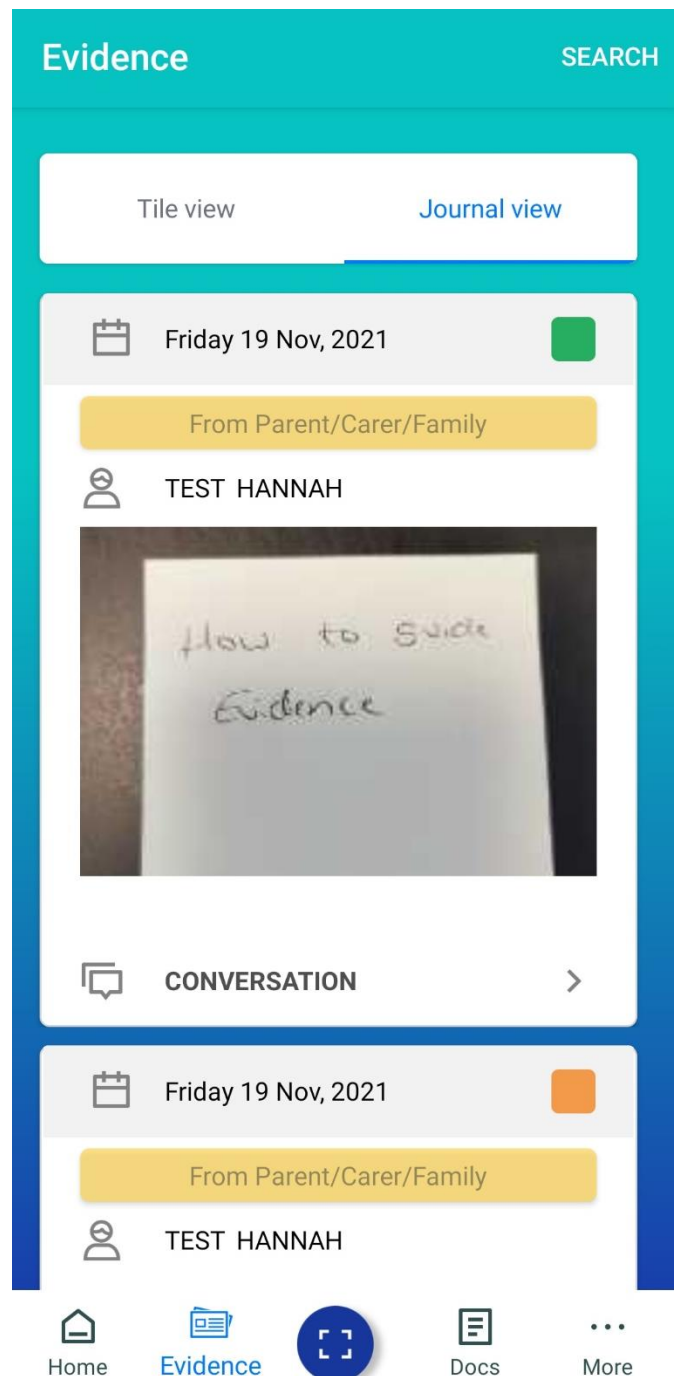 Evidence
SEARCH
Tile view
Journal view
Friday 19 Nov, 2021
From Parent/Carer/Family
TEST HANNAH
How to guide
Evidence
CONVERSATION
Friday 19 Nov, 2021
From Parent/Carer/Family
TEST HANNAH
Home
Evidence
Docs
More